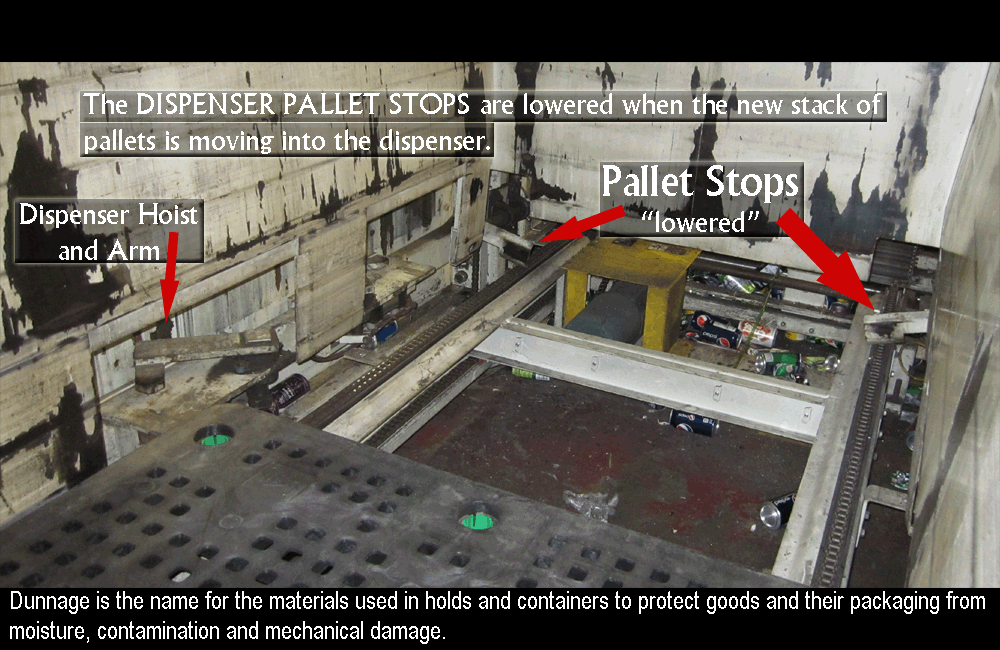 The DISPENSER PALLET STOPS are lowered when the new stack of
pallets is moving into the dispenser.
Pallet Stops
"lowered"
Dispenser Hoist
and Arm
Dunnage is the name for the materials used in holds and containers to protect goods and their packaging from
moisture, contamination and mechanical damage.